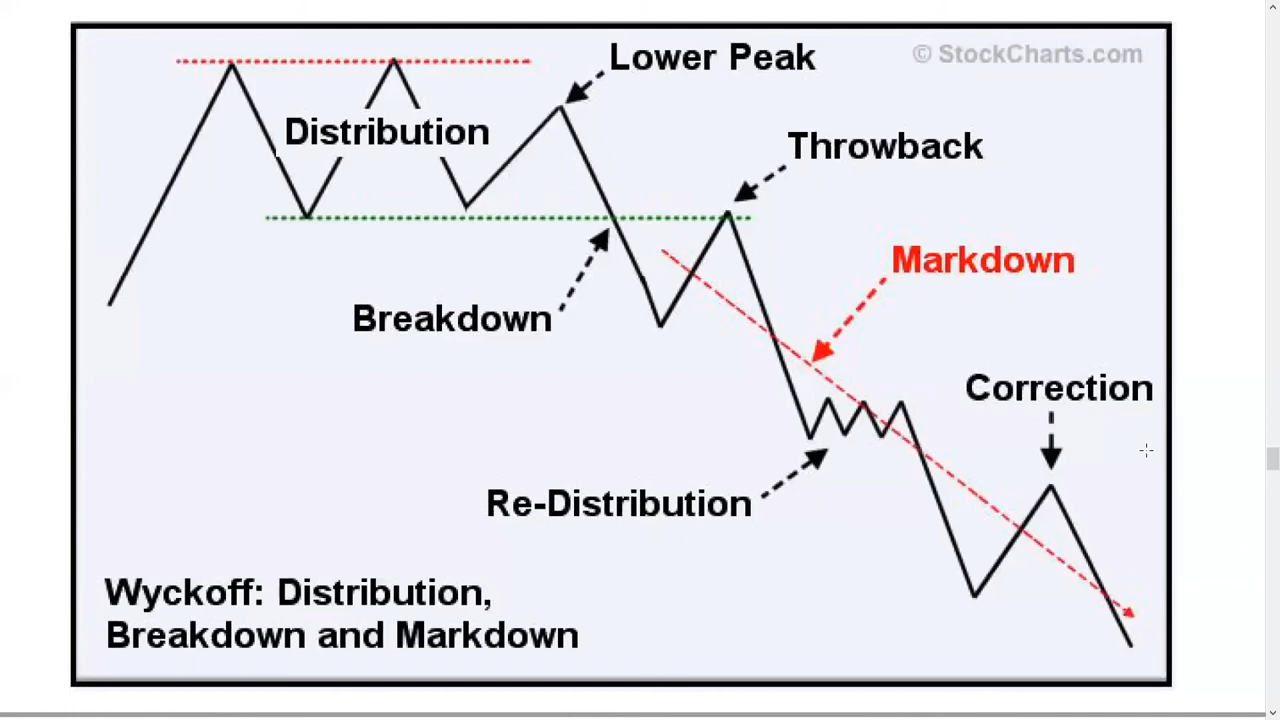 © StockCharts.com
Lower Peak
Distribution
Throwback
Markdown
Breakdown
Correction
Re-Distribution
Wyckoff: Distribution,
Breakdown and Markdown